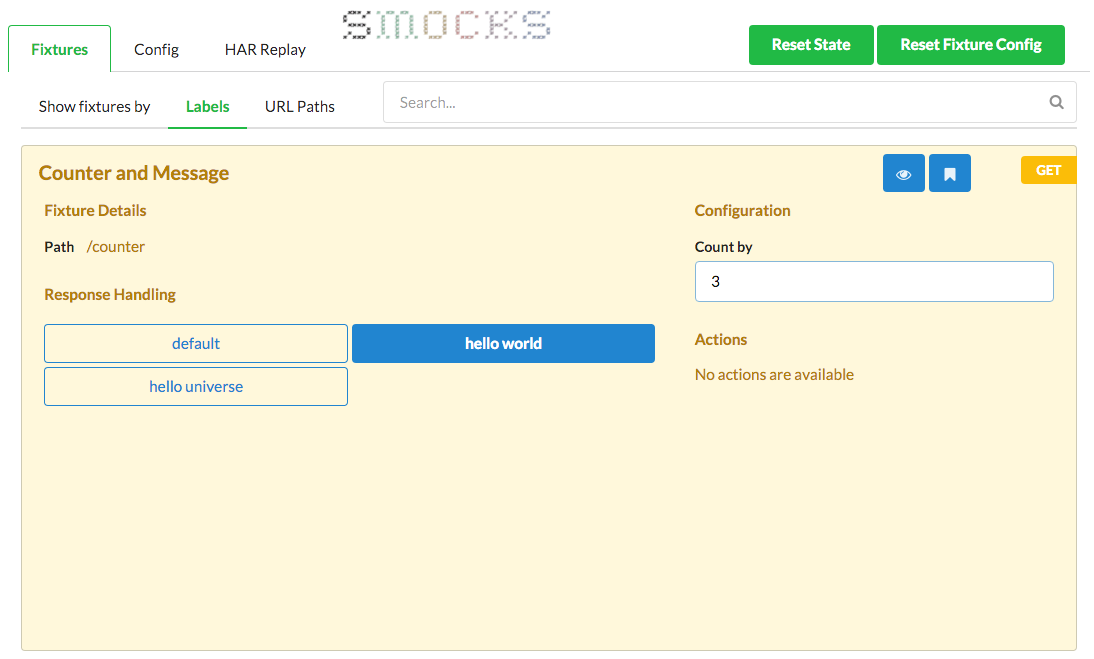 SMOCKS
Fixtures Config HAR Replay Reset State Reset Fixture Config
Show fixtures by Labels URL Paths Search...
Counter and Message GET
Fixture Details Configuration
Path /counter Count by
3
Response Handling
default hello world Actions
hello universe No actions are available